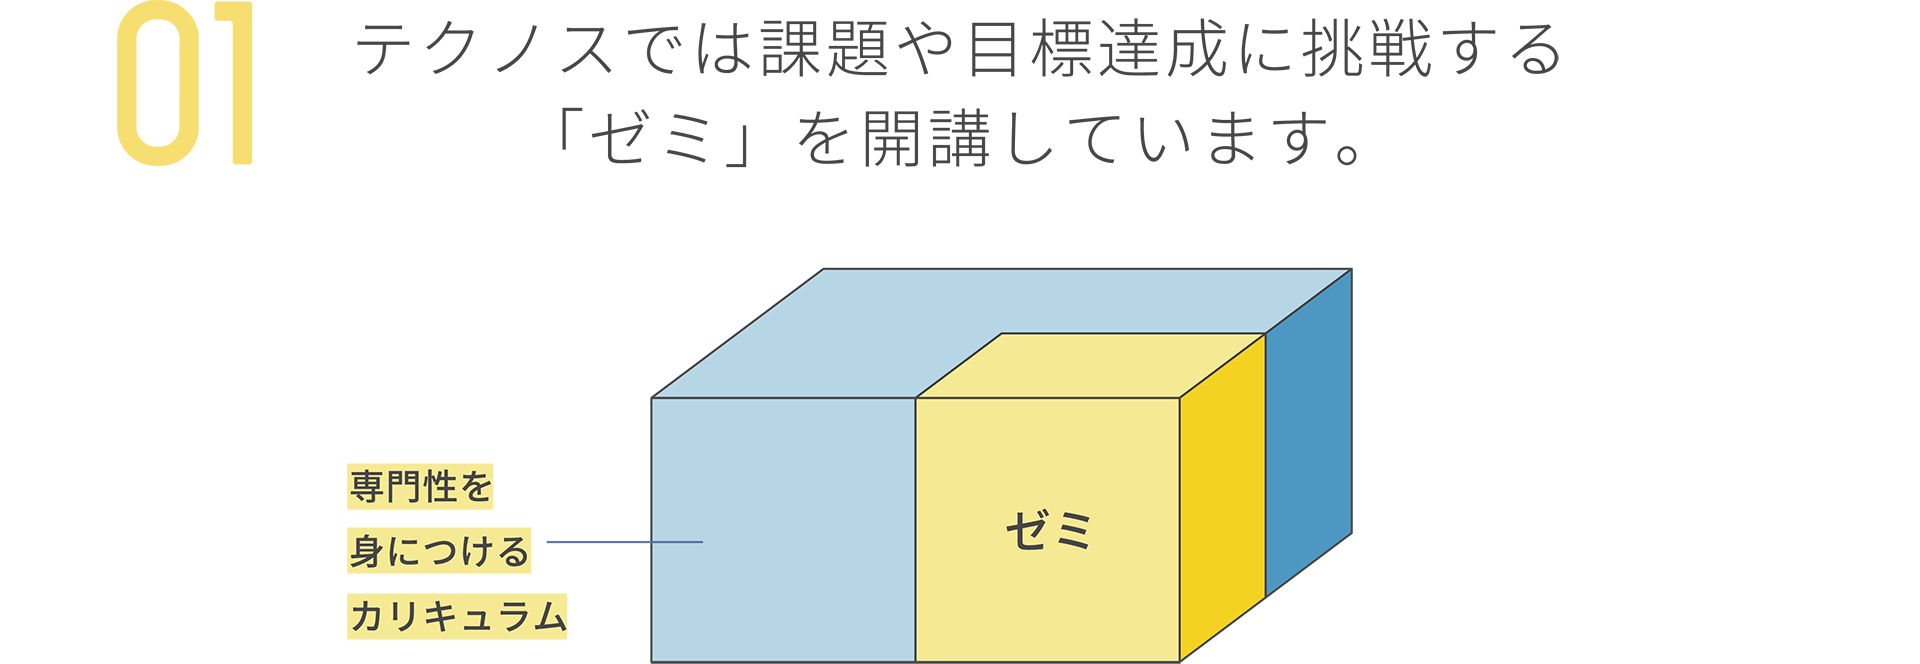 01
テクノスでは課題や目標達成に挑戦する
「ゼミ」を開講しています。
専門性を
身につける
カリキュラム
ゼミ